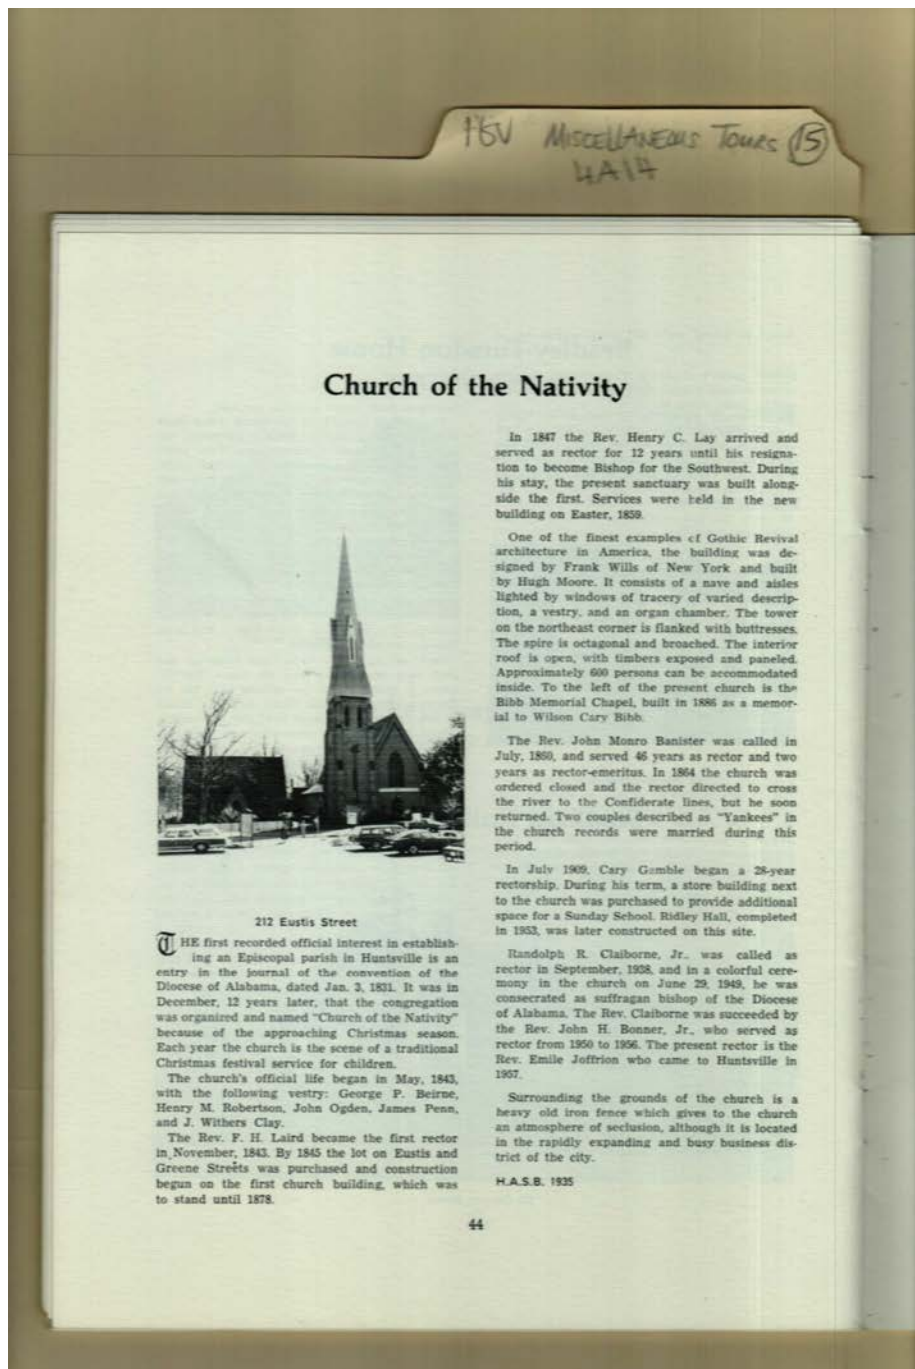 HSV MISCELLANEOUS TOURS 15
4A14
Church of the Nativity
212 Eustis Street
THE first recorded official interest in establish-
ing an Episcopal parish in Huntsville is an
entry in the journal of the convention of the
Diocese of Alabama, dated Jan. 3, 1831. It was in
December, 12 years later, that the congregation
was organized and named "Church of the Nativity"
because of the approaching Christmas season.
Each year the church is the scene of a traditional
Christmas festival service for children.
The church's official life began in May, 1843,
with the following vestry: George P. Beirne,
Henry M. Robertson, John Ogden, James Penn,
and J. Withers Clay.
The Rev. F. H. Laird became the first rector
in November, 1843. By 1845 the lot on Eustis and
Greene Streets was purchased and construction
begun on the first church building, which was
to stand until 1878.
In 1847 the Rev. Henry C. Lay arrived and
served as rector for 12 years until his resigna-
tion to become Bishop for the Southwest. During
his stay, the present sanctuary was built along-
side the first. Services were held in the new
building on Easter, 1859.
One of the finest examples of Gothic Revival
architecture in America, the building was de-
signed by Frank Wills of New York and built
by Hugh Moore. It consists of a nave and aisles
lighted by windows of tracery of varied descrip-
tion, a vestry, and an organ chamber. The tower
on the northeast corner is flanked with buttresses.
The spire is octagonal and broached. The interior
roof is open, with timbers exposed and paneled.
Approximately 600 persons can be accommodated
inside. To the left of the present church is the
Bibb Memorial Chapel, built in 1886 as a memor-
ial to Wilson Cary Bibb.
The Rev. John Monro Banister was called in
July, 1860, and served 46 years as rector and two
years as rector-emeritus. In 1864 the church was
ordered closed and the rector directed to cross
the river to the Confiderate lines, but he soon
returned. Two couples described as "Yankees" in
the church records were married during this
period.
In July 1909, Cary Gamble began a 28-year
rectorship. During his term, a store building next
to the church was purchased to provide additional
space for a Sunday School. Ridley Hall, completed
in 1953, was later constructed on this site.
Randolph R. Claiborne, Jr., was called as
rector in September, 1938, and in a colorful cere-
mony in the church on June 29, 1949, he was
consecrated as suffragan bishop of the Diocese
of Alabama. The Rev. Claiborne was succeeded by
the Rev. John H. Bonner, Jr., who served as
rector from 1950 to 1956. The present rector is the
Rev. Emile Joffrion who came to Huntsville in
1957.
Surrounding the grounds of the church is a
heavy old iron fence which gives to the church
an atmosphere of seclusion, although it is located
in the rapidly expanding and busy business dis-
trict of the city.
H.A.S.B. 1935
44